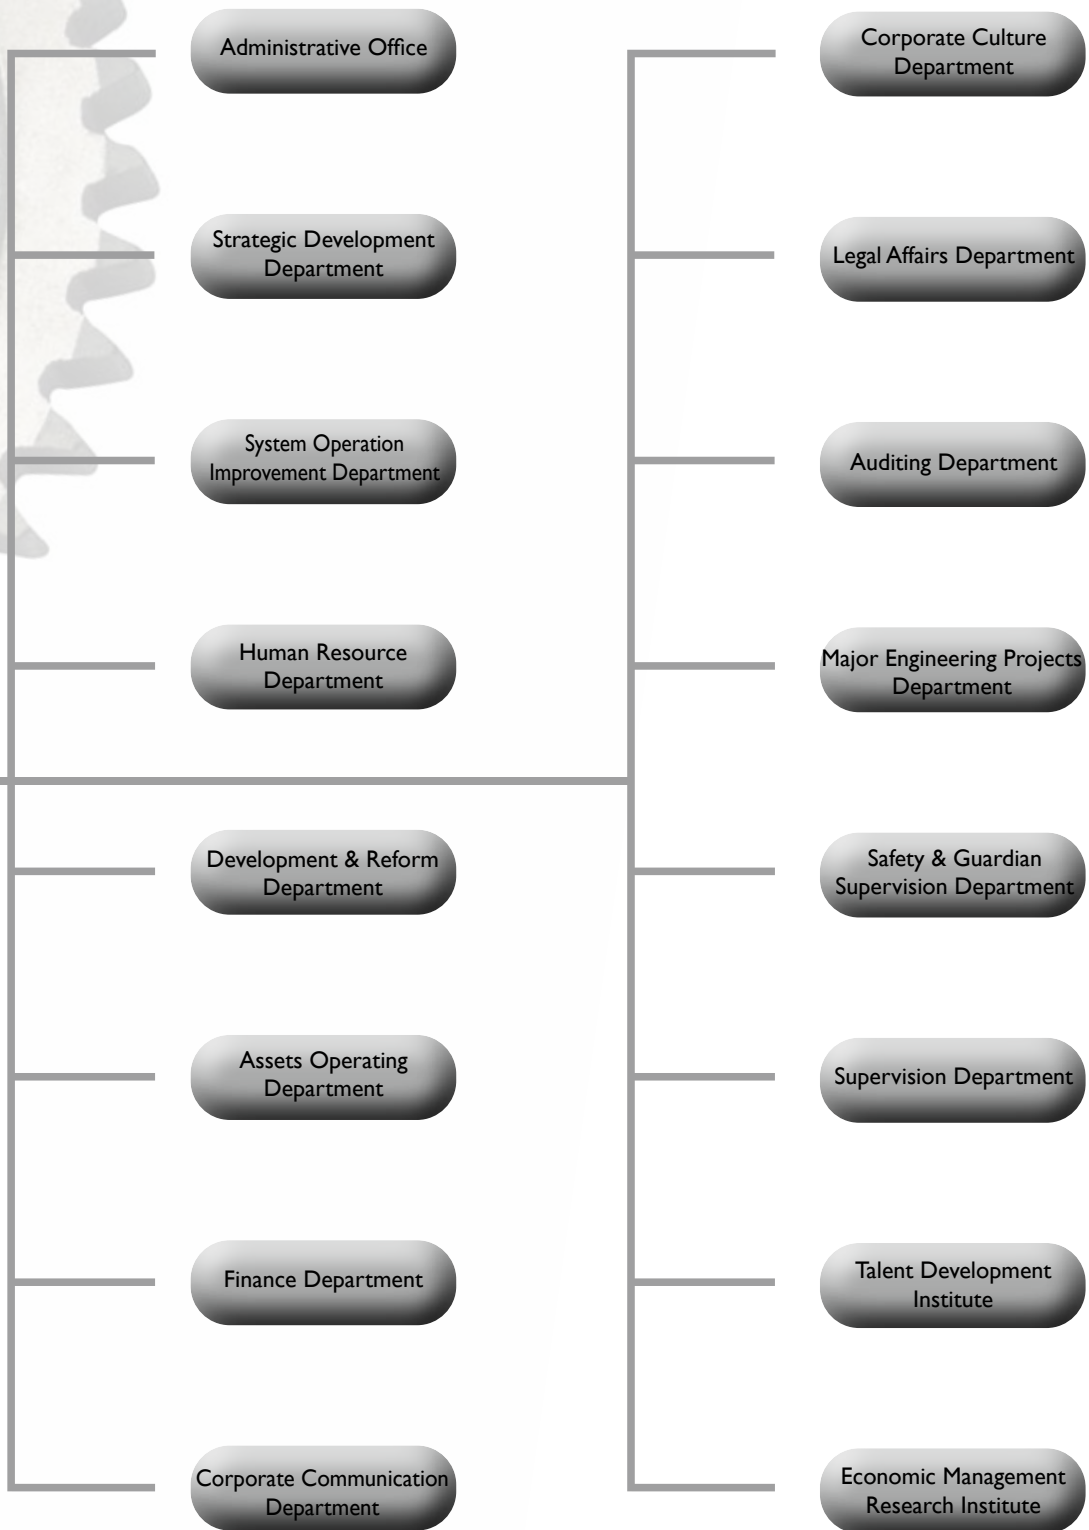 Administrative Office
Strategic Development
Department
System Operation
Improvement Department
Human Resource
Department
Development & Reform
Department
Assets Operating
Department
Finance Department
Corporate Communication
Department
Corporate Culture
Department
Legal Affairs Department
Auditing Department
Major Engineering Projects
Department
Safety & Guardian
Supervision Department
Supervision Department
Talent Development
Institute
Economic Management
Research Institute